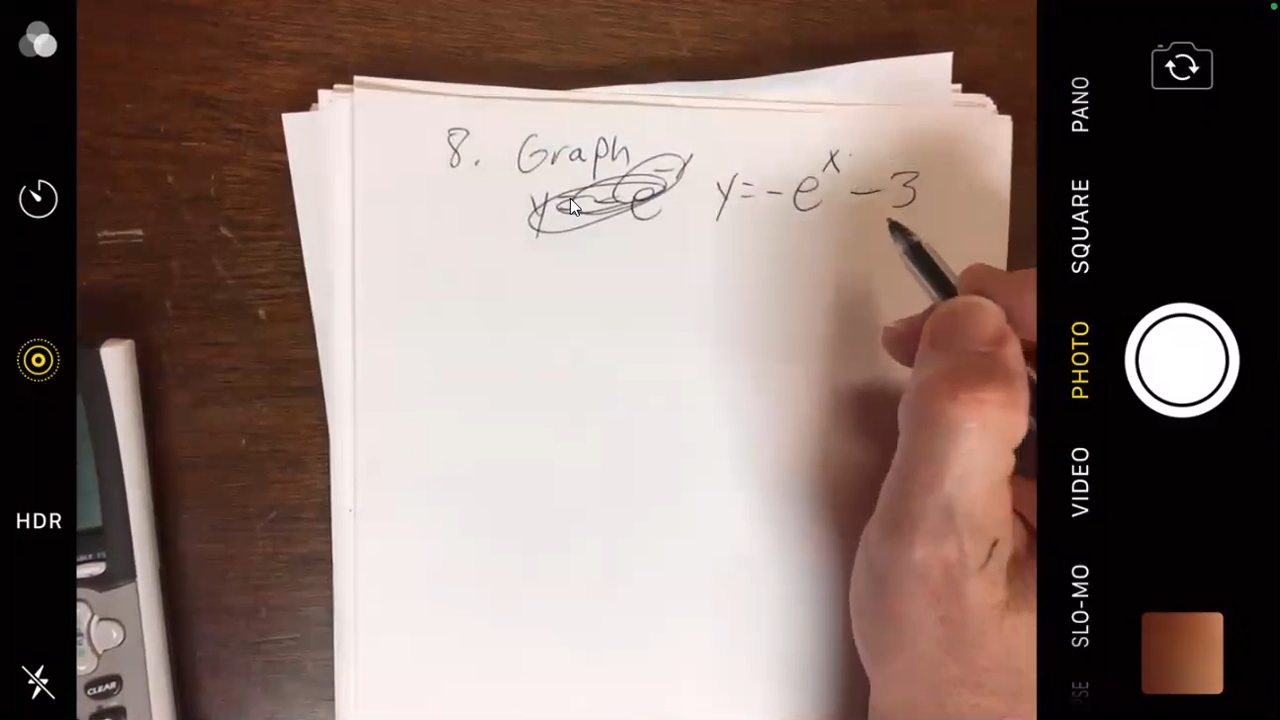 8. Graph
y = -e^x - 3
HDR
PANO
SQUARE
PHOTO
VIDEO
SLO-MO
CLEAR